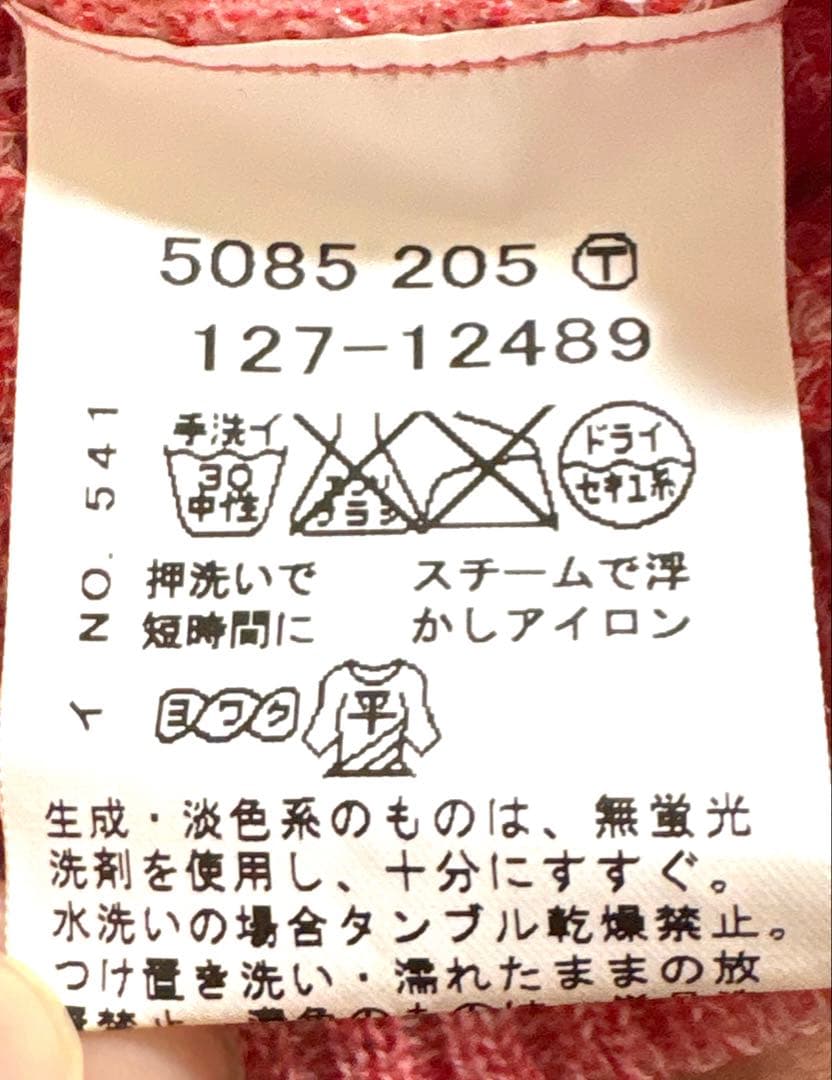 5085 205 Ⓣ
127-12489
手洗イ
30
中性
エンソ
サラシ
ドライ
セキユ系
押洗いで
短時間に
スチームで浮
かしアイロン
ヨワク
平
イ NO. 541
生成・淡色系のものは、無蛍光
洗剤を使用し、十分にすすぐ。
水洗いの場合タンブル乾燥禁止。
つけ置き洗い・濡れたままの放